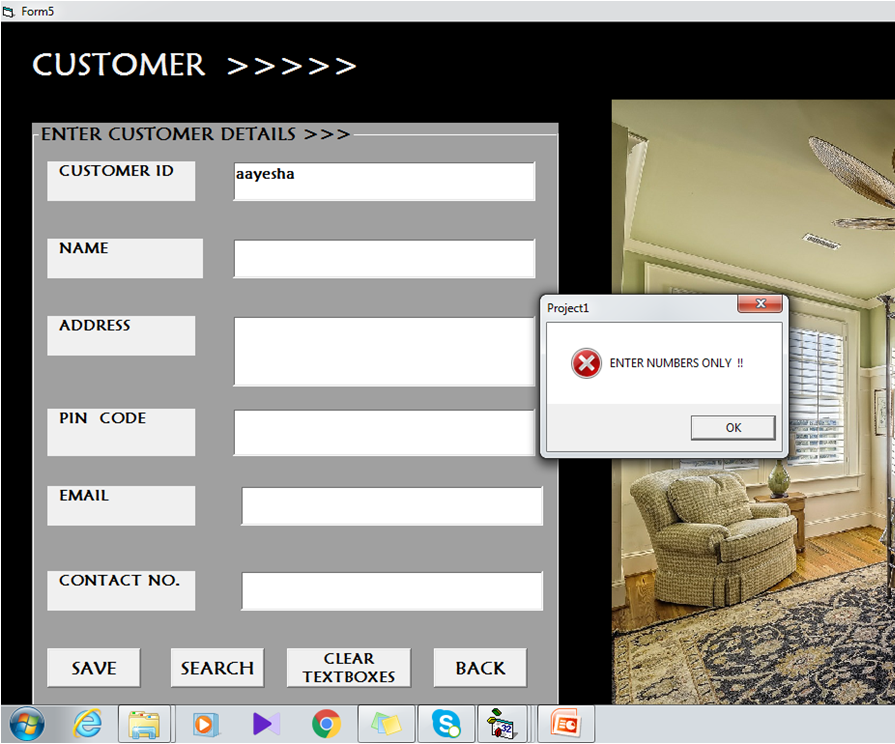 Form5
CUSTOMER >>>>>
ENTER CUSTOMER DETAILS >>>
CUSTOMER ID
aayesha
NAME
ADDRESS
PIN CODE
EMAIL
CONTACT NO.
SAVE
SEARCH
CLEAR
TEXTBOXES
BACK
Project1
ENTER NUMBERS ONLY !!
OK
32